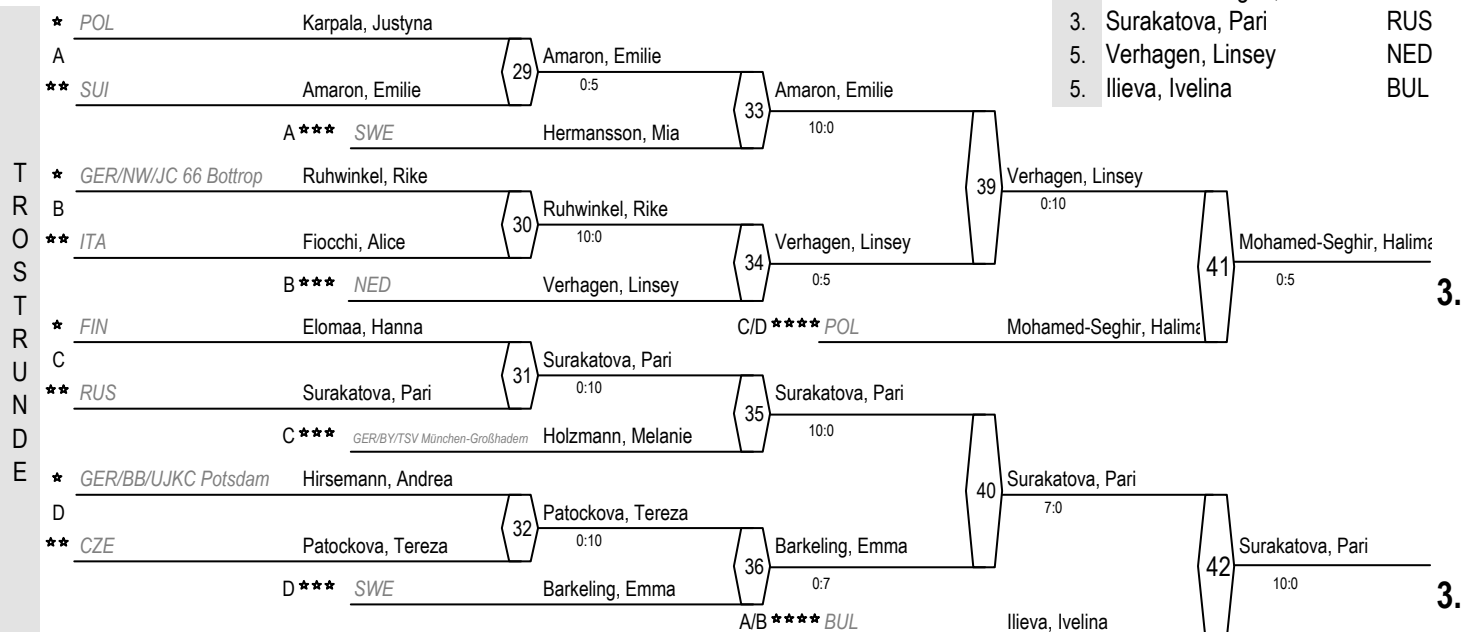 3. Surakatova, Pari RUS
5. Verhagen, Linsey NED
5. Ilieva, Ivelina BUL
TROSTRUNDE
* POL Karpala, Justyna
A
** SUI Amaron, Emilie
29 Amaron, Emilie
0:5
A *** SWE Hermansson, Mia
33 Amaron, Emilie
10:0
* GER/NW/JC 66 Bottrop Ruhwinkel, Rike
B
** ITA Fiocchi, Alice
30 Ruhwinkel, Rike
10:0
B *** NED Verhagen, Linsey
34 Verhagen, Linsey
0:5
39 Verhagen, Linsey
0:10
C/D **** POL Mohamed-Seghir, Halima
41 Mohamed-Seghir, Halima
0:5
3.
* FIN Elomaa, Hanna
C
** RUS Surakatova, Pari
31 Surakatova, Pari
0:10
C *** GER/BY/TSV München-Großhadern Holzmann, Melanie
35 Surakatova, Pari
10:0
* GER/BB/UJKC Potsdam Hirsemann, Andrea
D
** CZE Patockova, Tereza
32 Patockova, Tereza
0:10
D *** SWE Barkeling, Emma
36 Barkeling, Emma
0:7
40 Surakatova, Pari
7:0
A/B **** BUL Ilieva, Ivelina
42 Surakatova, Pari
10:0
3.